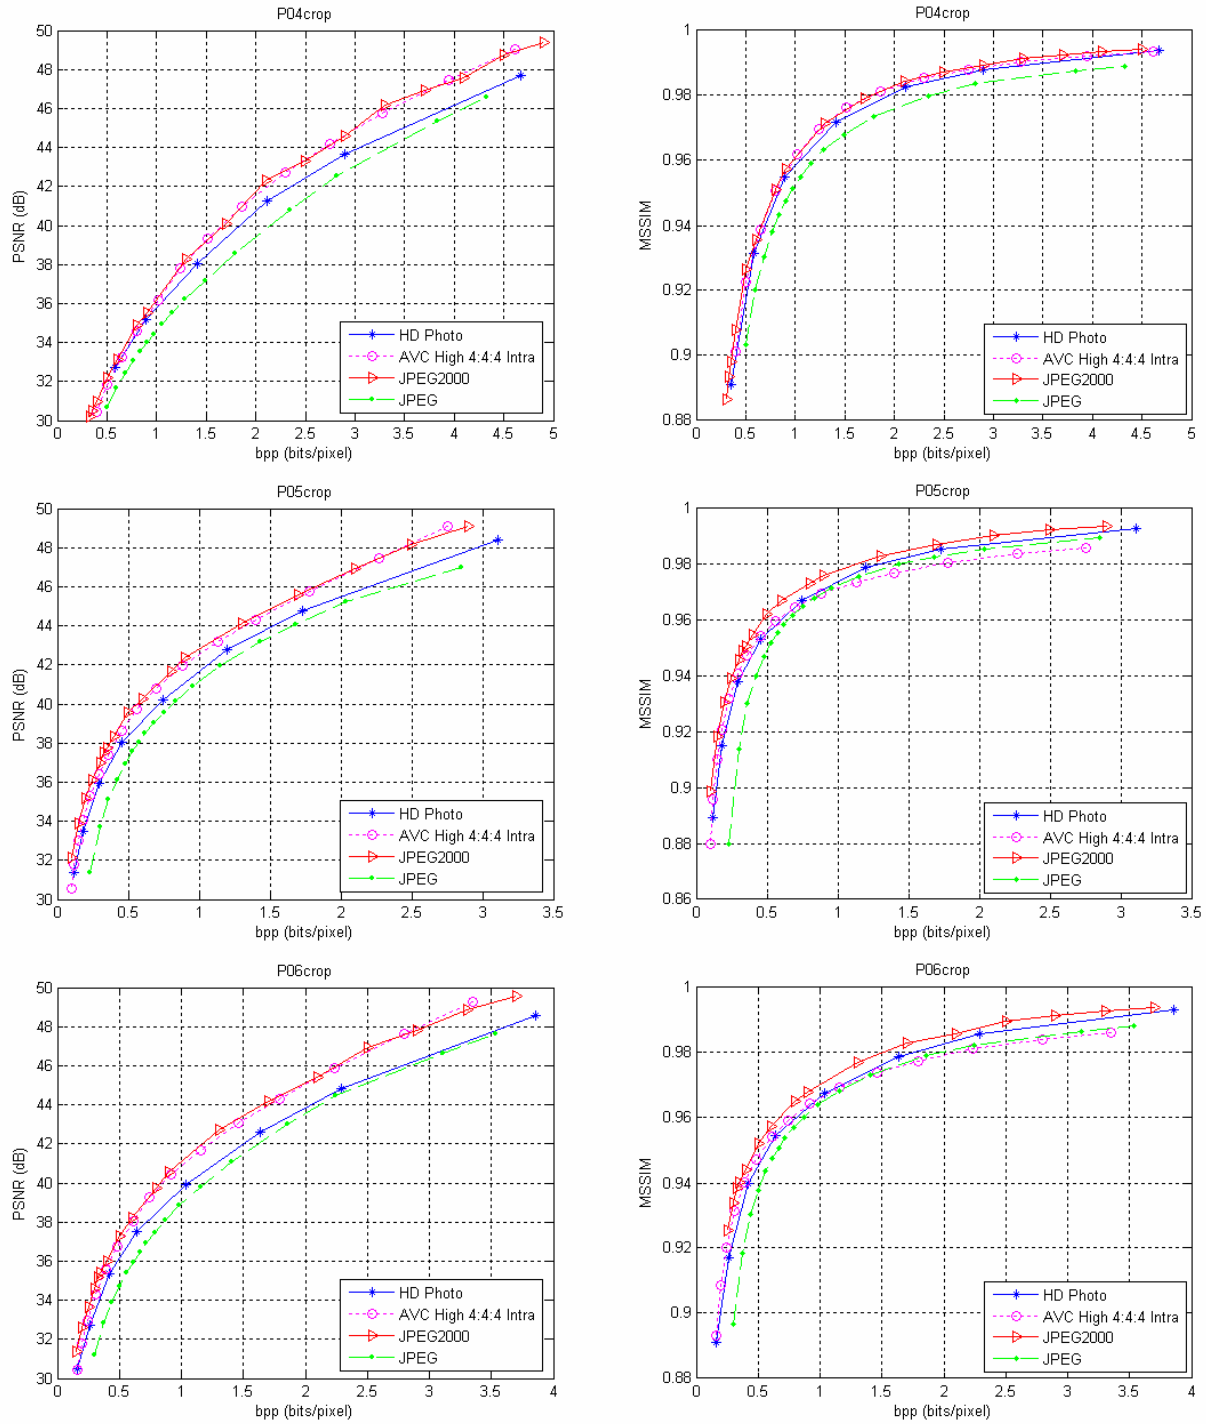 P04crop
50
48
46
44
42
40
38
36
34
32
30
PSNR (dB)
0 0.5 1 1.5 2 2.5 3 3.5 4 4.5 5
bpp (bits/pixel)
HD Photo
AVC High 4:4:4 Intra
JPEG2000
JPEG
P04crop
1
0.98
0.96
0.94
0.92
0.9
0.88
MSSIM
0 0.5 1 1.5 2 2.5 3 3.5 4 4.5 5
bpp (bits/pixel)
HD Photo
AVC High 4:4:4 Intra
JPEG2000
JPEG
P05crop
50
48
46
44
42
40
38
36
34
32
30
PSNR (dB)
0 0.5 1 1.5 2 2.5 3 3.5
bpp (bits/pixel)
HD Photo
AVC High 4:4:4 Intra
JPEG2000
JPEG
P05crop
1
0.98
0.96
0.94
0.92
0.9
0.88
0.86
MSSIM
0 0.5 1 1.5 2 2.5 3 3.5
bpp (bits/pixel)
HD Photo
AVC High 4:4:4 Intra
JPEG2000
JPEG
P06crop
50
48
46
44
42
40
38
36
34
32
30
PSNR (dB)
0 0.5 1 1.5 2 2.5 3 3.5 4
bpp (bits/pixel)
HD Photo
AVC High 4:4:4 Intra
JPEG2000
JPEG
P06crop
1
0.98
0.96
0.94
0.92
0.9
0.88
MSSIM
0 0.5 1 1.5 2 2.5 3 3.5 4
bpp (bits/pixel)
HD Photo
AVC High 4:4:4 Intra
JPEG2000
JPEG